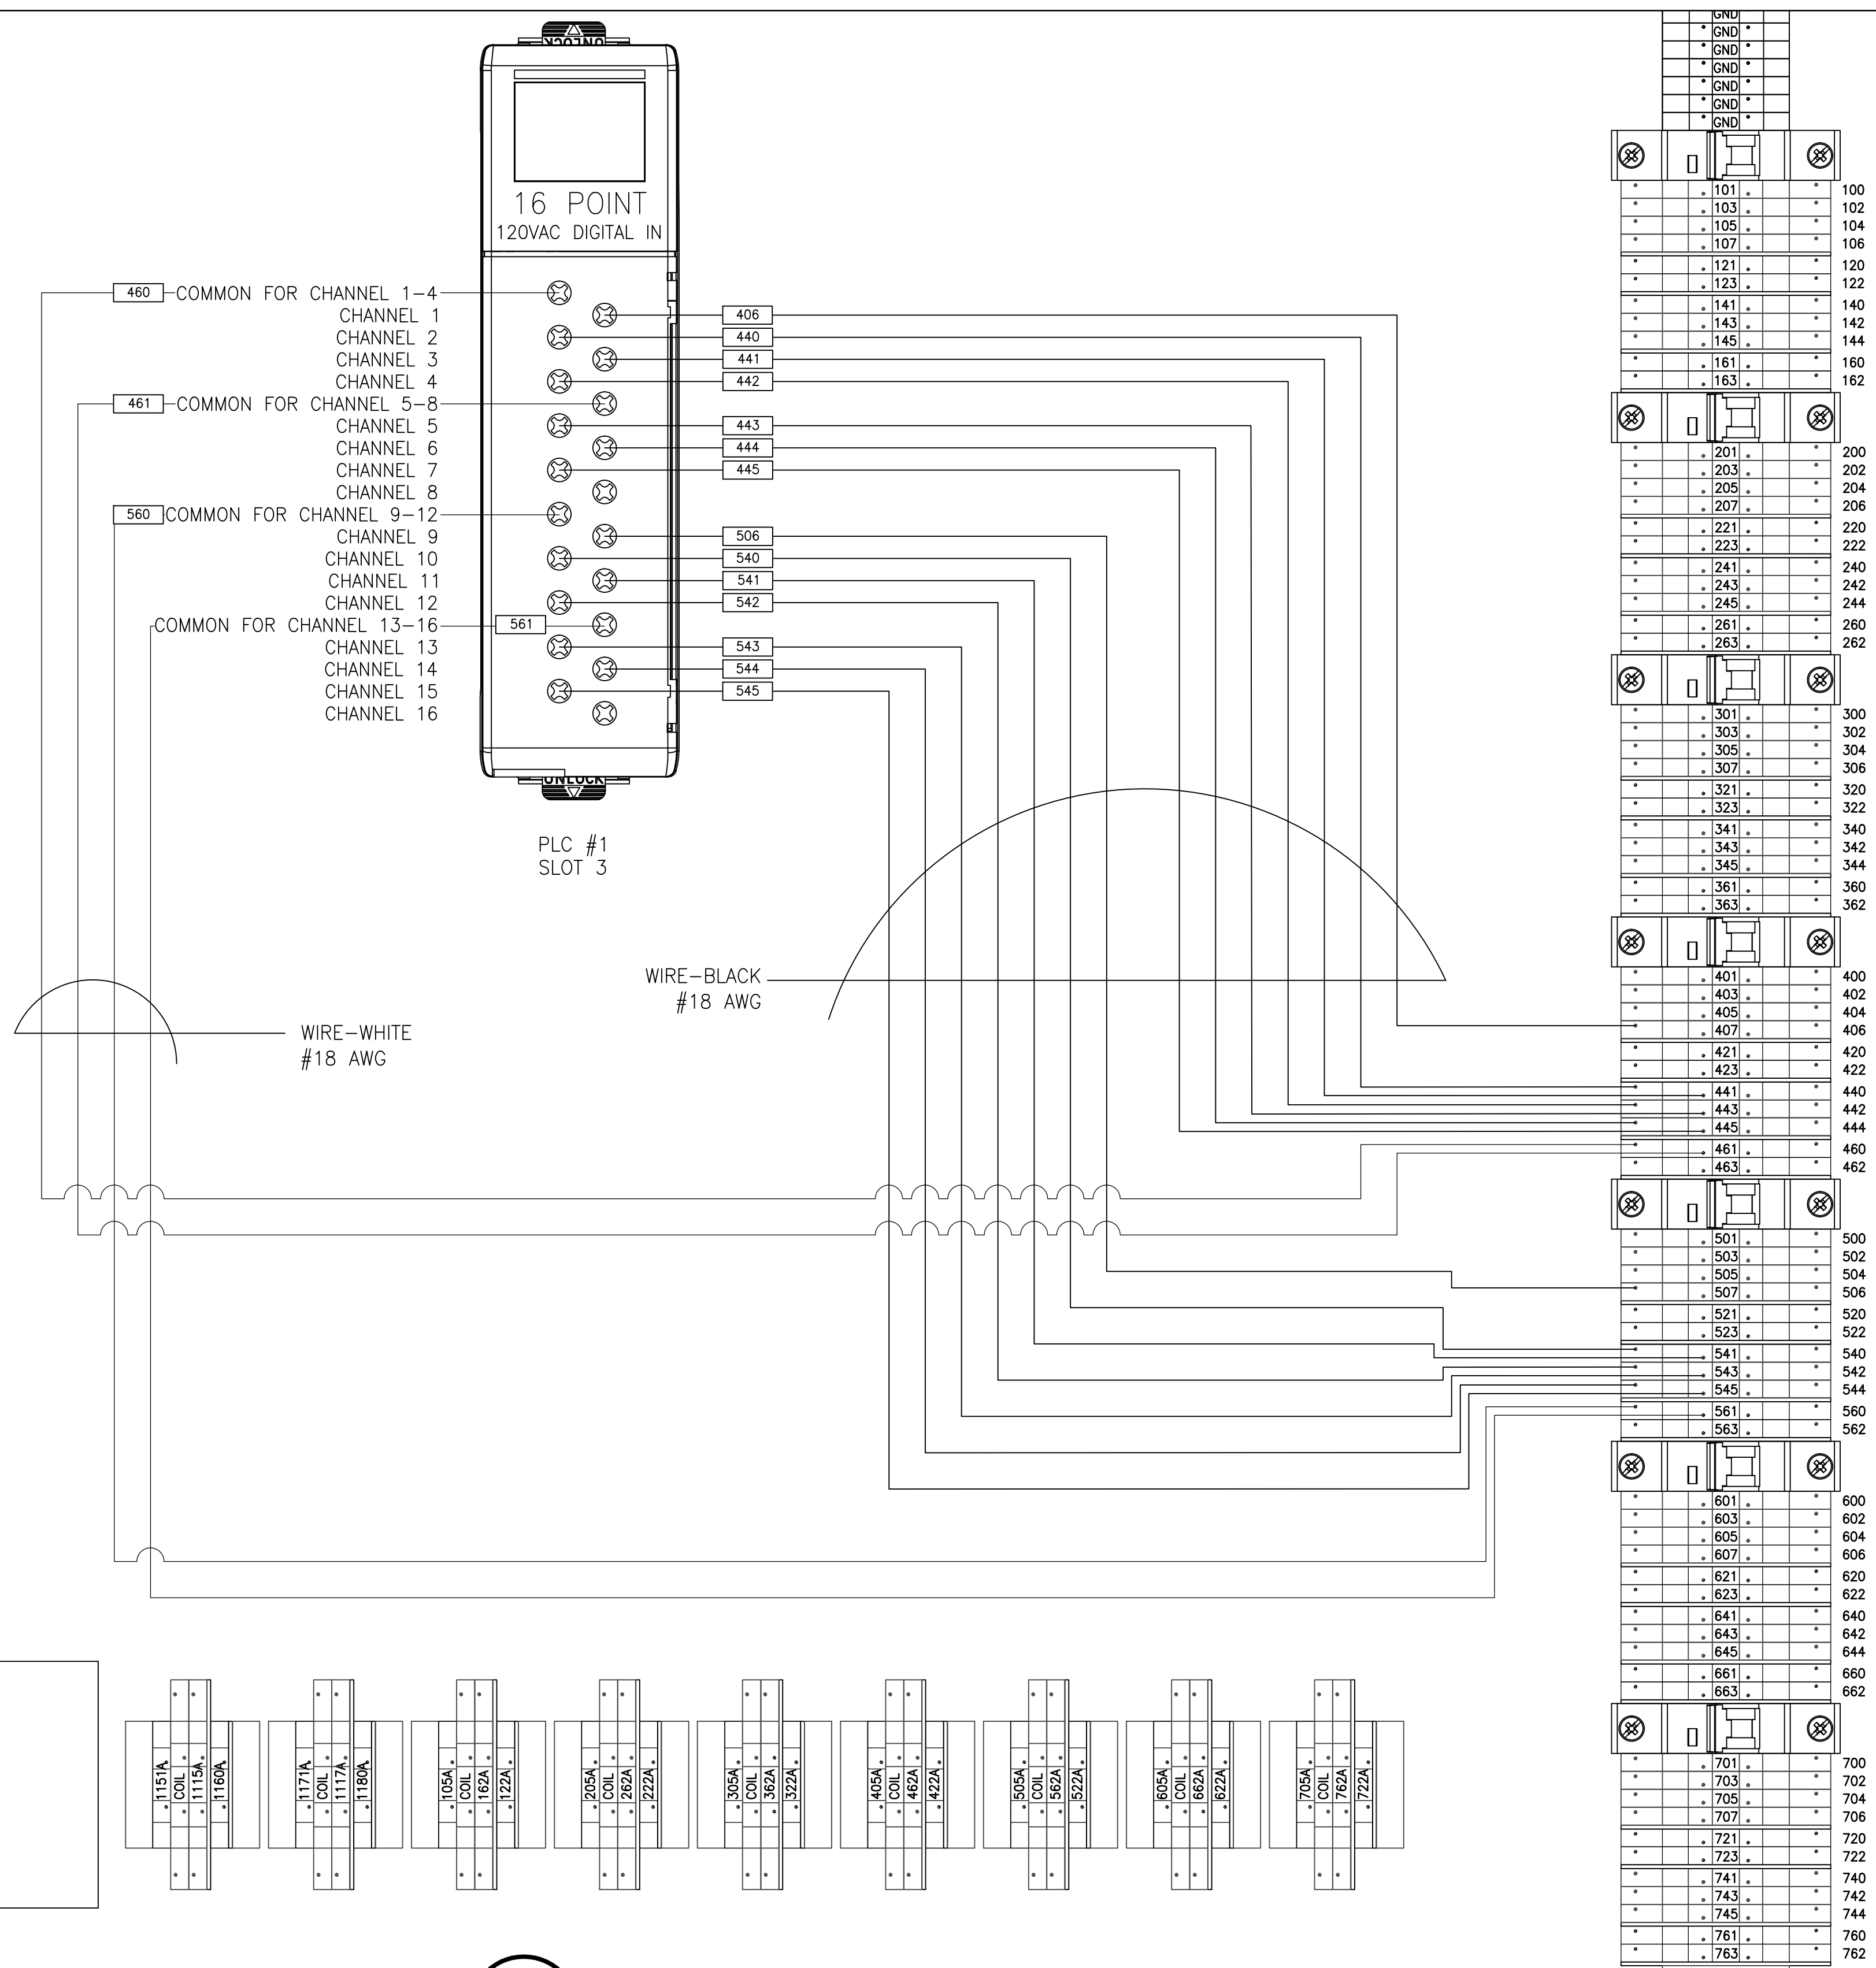 UNLOCK
16 POINT
120VAC DIGITAL IN
460 COMMON FOR CHANNEL 1-4
CHANNEL 1 406
CHANNEL 2 440
CHANNEL 3 441
CHANNEL 4 442
461 COMMON FOR CHANNEL 5-8
CHANNEL 5 443
CHANNEL 6 444
CHANNEL 7 445
CHANNEL 8
560 COMMON FOR CHANNEL 9-12
CHANNEL 9 506
CHANNEL 10 540
CHANNEL 11 541
CHANNEL 12 542
COMMON FOR CHANNEL 13-16 561
CHANNEL 13 543
CHANNEL 14 544
CHANNEL 15 545
CHANNEL 16
UNLOCK
PLC #1
SLOT 3
WIRE-BLACK
#18 AWG
WIRE-WHITE
#18 AWG
GND
GND
GND
GND
GND
GND
GND
101 100
103 102
105 104
107 106
121 120
123 122
141 140
143 142
145 144
161 160
163 162
201 200
203 202
205 204
207 206
221 220
223 222
241 240
243 242
245 244
261 260
263 262
301 300
303 302
305 304
307 306
321 320
323 322
341 340
343 342
345 344
361 360
363 362
401 400
403 402
405 404
407 406
421 420
423 422
441 440
443 442
445 444
461 460
463 462
501 500
503 502
505 504
507 506
521 520
523 522
541 540
543 542
545 544
561 560
563 562
601 600
603 602
605 604
607 606
621 620
623 622
641 640
643 642
645 644
661 660
663 662
701 700
703 702
705 704
707 706
721 720
723 722
741 740
743 742
745 744
761 760
763 762
1151A COIL 1115A 1160A
1171A COIL 1117A 1180A
105A COIL 162A 122A
205A COIL 262A 222A
305A COIL 362A 322A
405A COIL 462A 422A
505A COIL 562A 522A
605A COIL 662A 622A
705A COIL 762A 722A